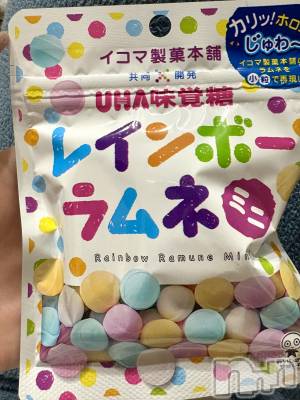 イコマ製菓本舗
共同 開発
UHA味覚糖
レインボー
ラムネ
ミニ
Rainbow Ramune Mini
カリッ!ホロ
じゅわ〜
イコマ製菓本舗
ラムネを
小粒で再現